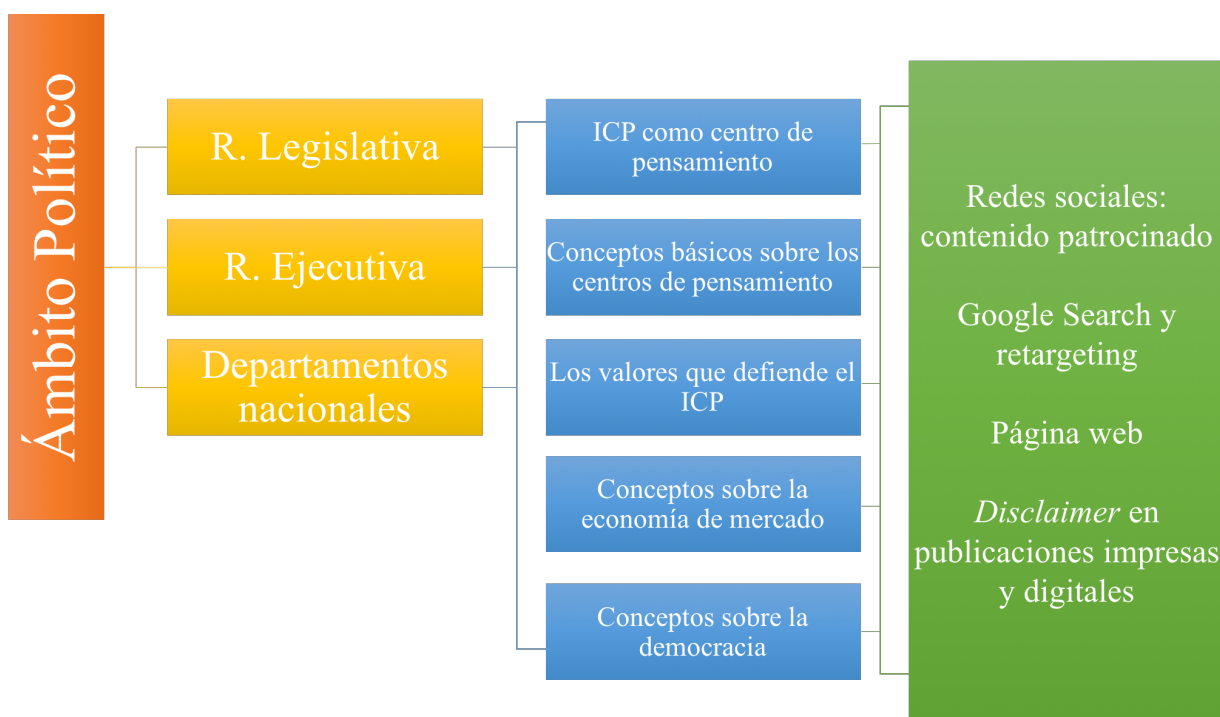 Ámbito Político
R. Legislativa
R. Ejecutiva
Departamentos
nacionales
ICP como centro de
pensamiento
Conceptos básicos sobre los
centros de pensamiento
Los valores que defiende el
ICP
Conceptos sobre la
economía de mercado
Conceptos sobre la
democracia
Redes sociales:
contenido patrocinado
Google Search y
retargeting
Página web
Disclaimer en
publicaciones impresas
y digitales